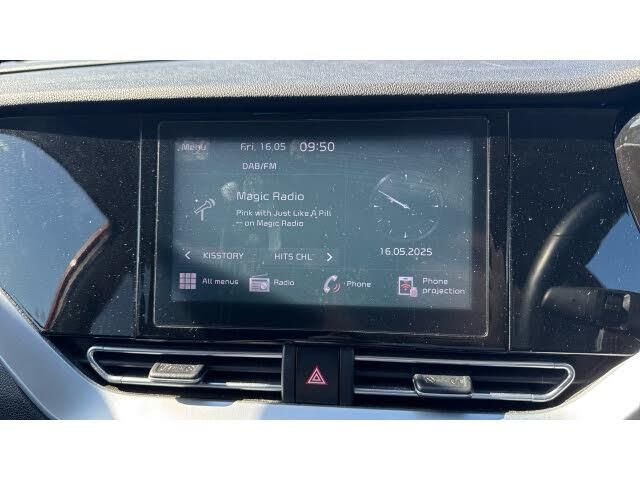 Menu
Fri, 16.05
09:50
DAB/FM
Magic Radio
Pink with Just Like A Pill
— on Magic Radio
16.05.2025
< KISSTORY
HITS CHL >
All menus
Radio
Phone
Phone
projection